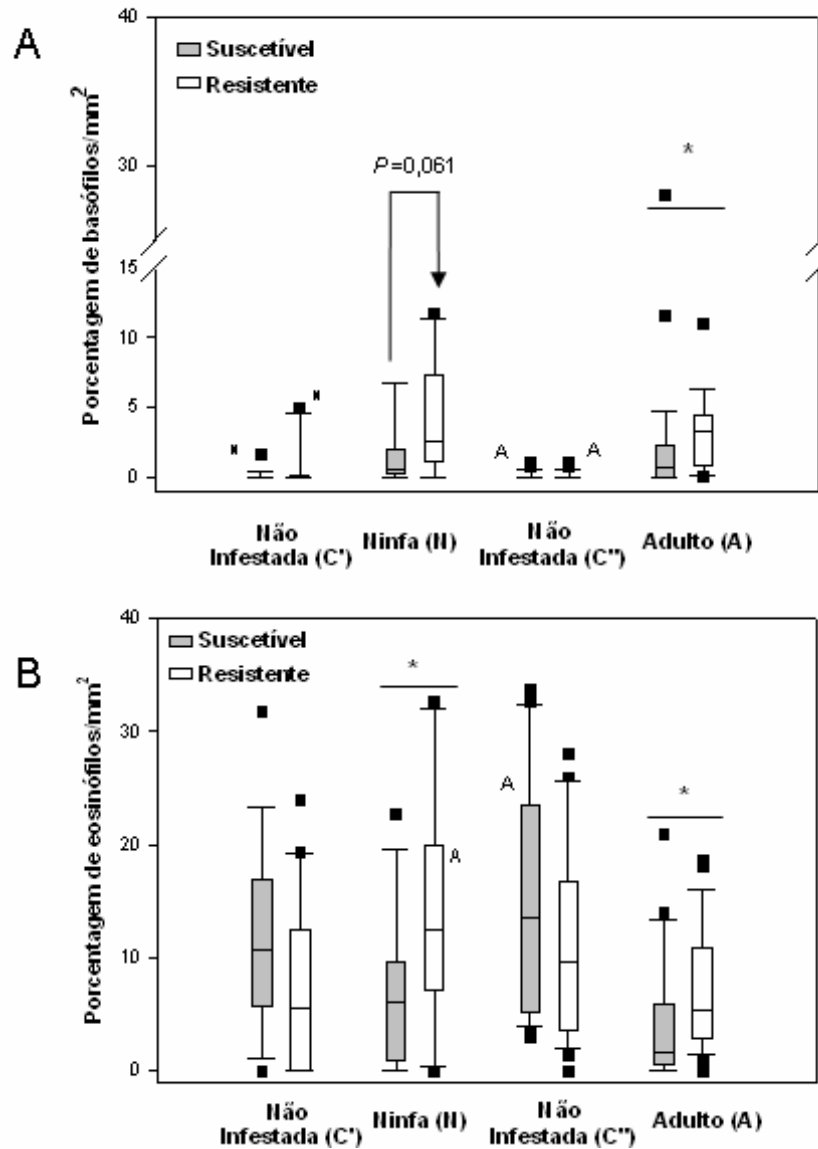 A
40
Suscetível
Resistente
Porcentagem de basófilos/mm²
30
*
P=0,061
15
10
5
N
N
A
A
0
Não
Infestada (C')
Ninfa (N)
Não
Infestada (C'')
Adulto (A)
B
40
Suscetível
Resistente
Porcentagem de eosinófilos/mm²
*
30
A
*
20
A
10
0
Não
Infestada (C')
Ninfa (N)
Não
Infestada (C'')
Adulto (A)